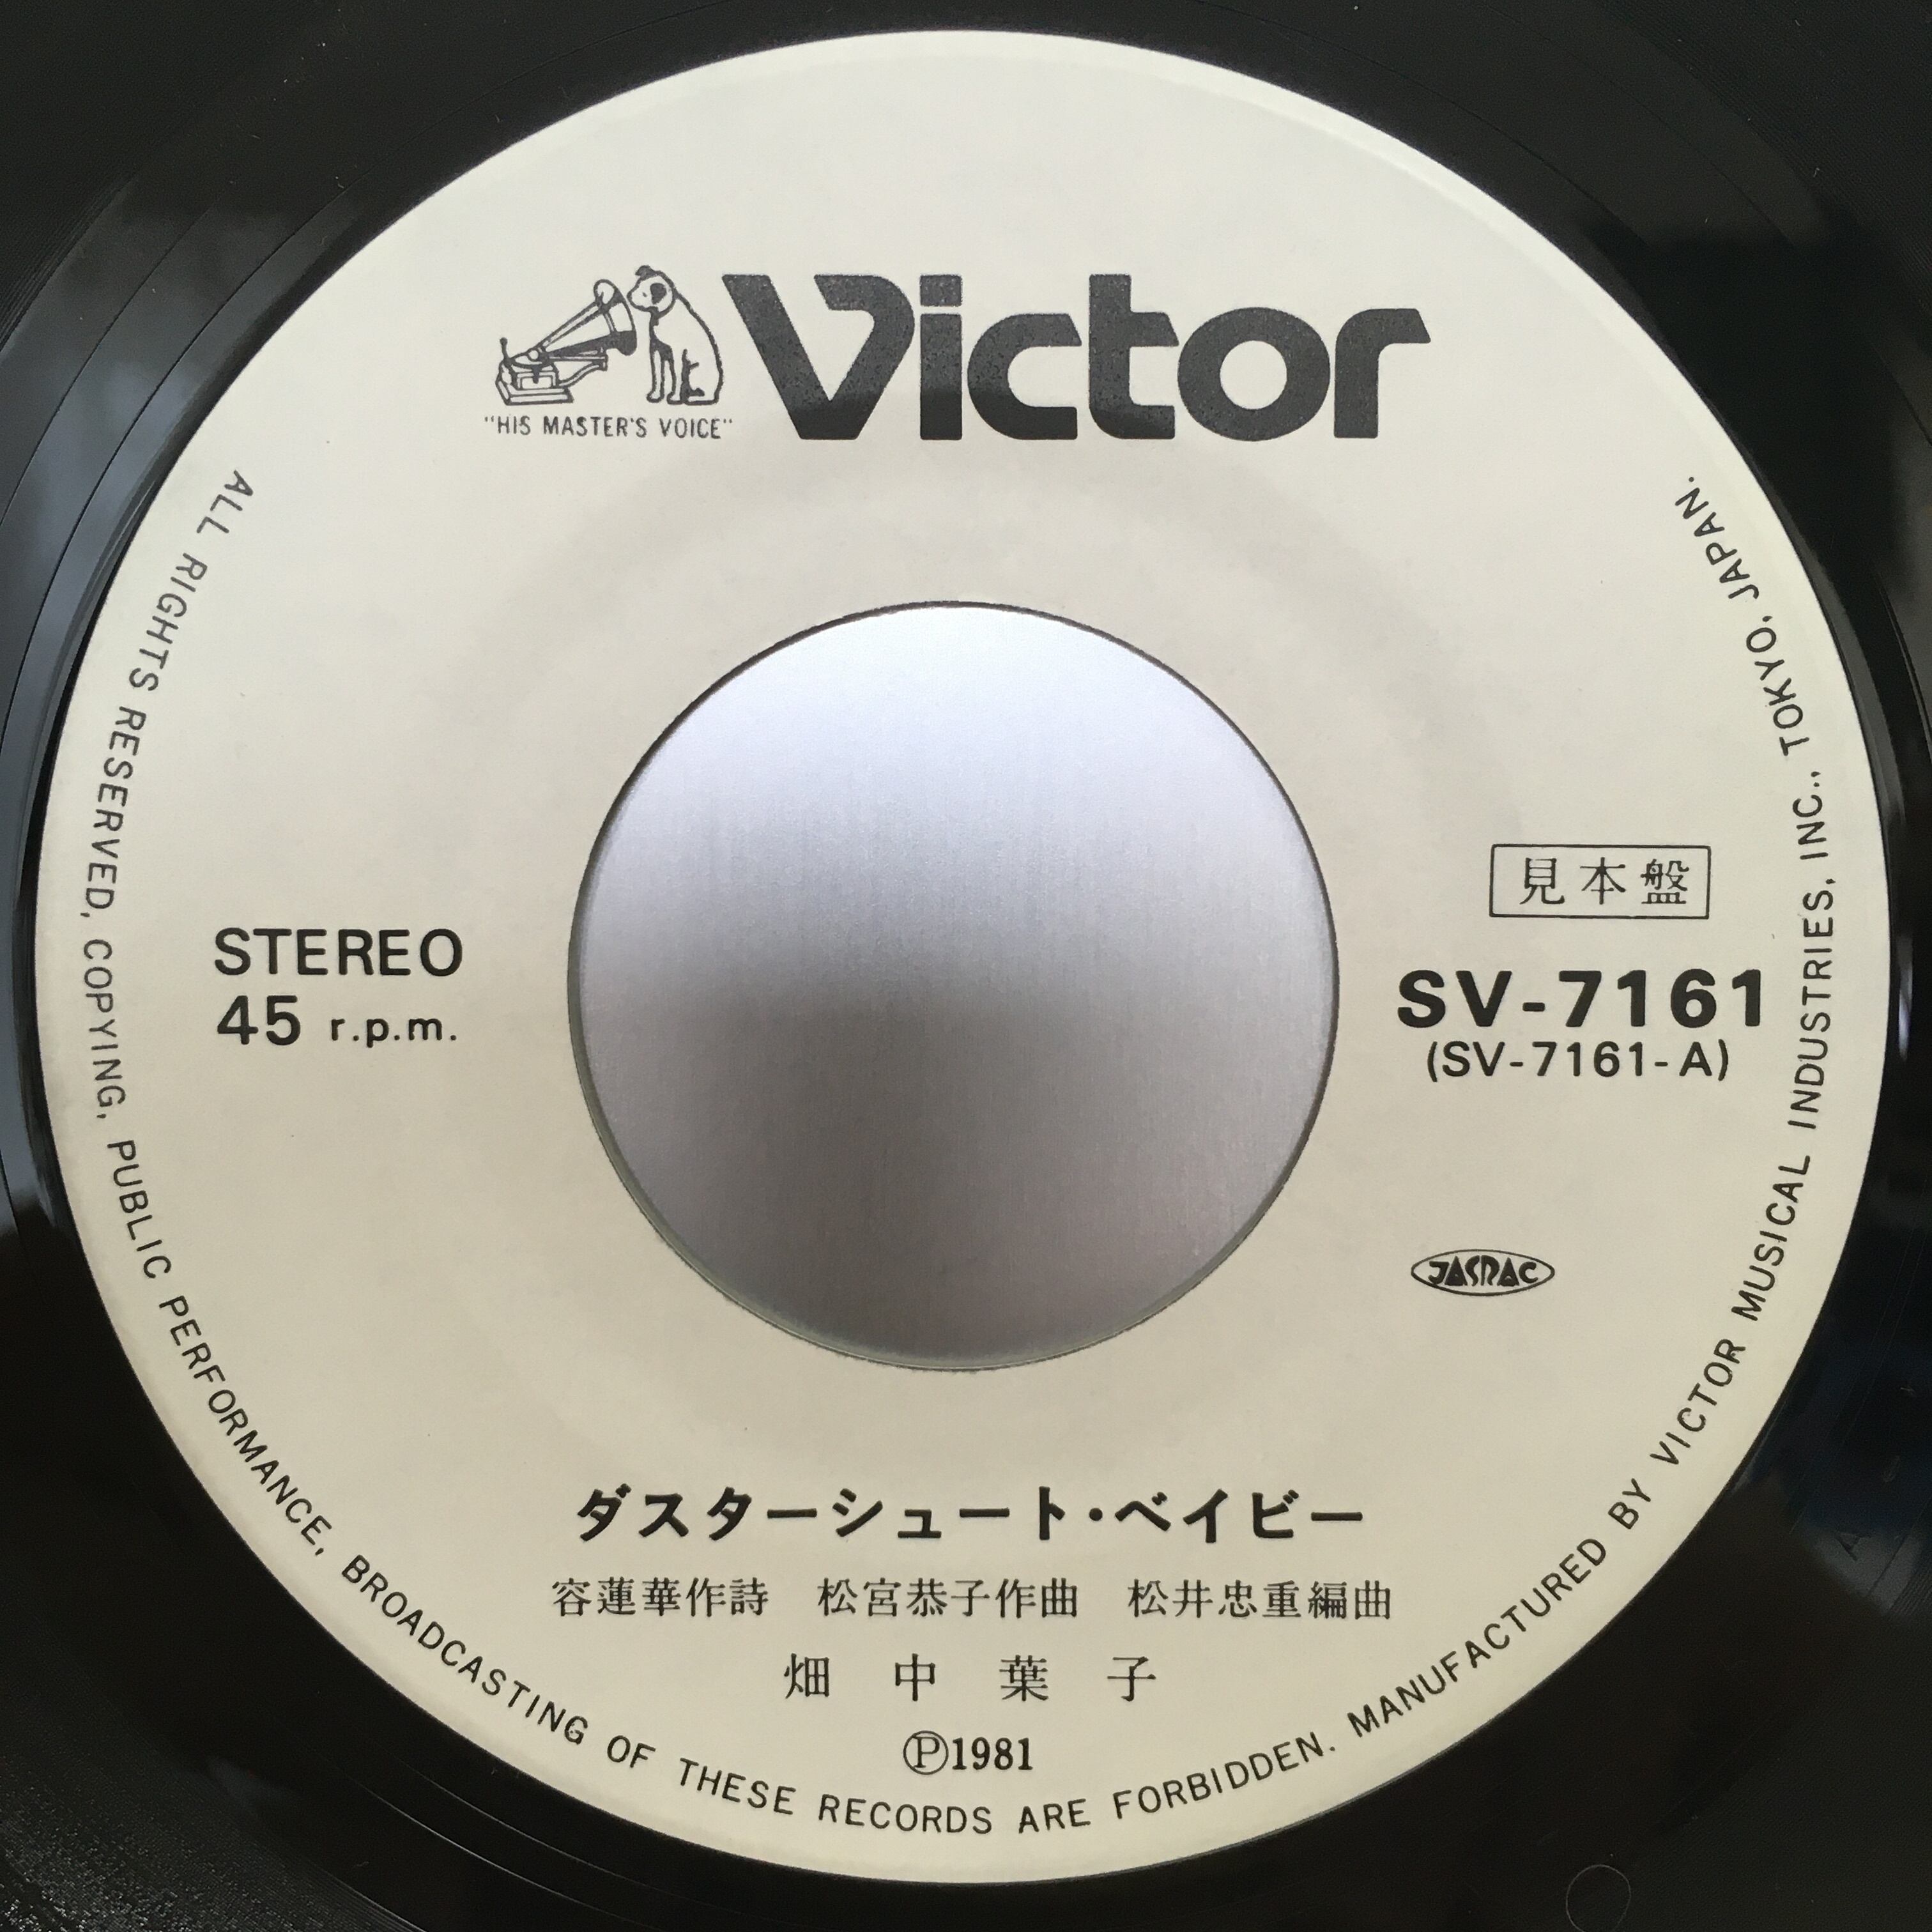 Victor
"HIS MASTER'S VOICE"
STEREO
45 r.p.m.
見本盤
SV-7161
(SV-7161-A)
JASRAC
ダスターシュート・ベイビー
容蓮華作詩 松宮恭子作曲 松井忠重編曲
畑中葉子
Ⓟ1981
ALL RIGHTS RESERVED, COPYING, PUBLIC PERFORMANCE, BROADCASTING OF THESE RECORDS ARE FORBIDDEN. MANUFACTURED BY VICTOR MUSICAL INDUSTRIES, INC., TOKYO, JAPAN.